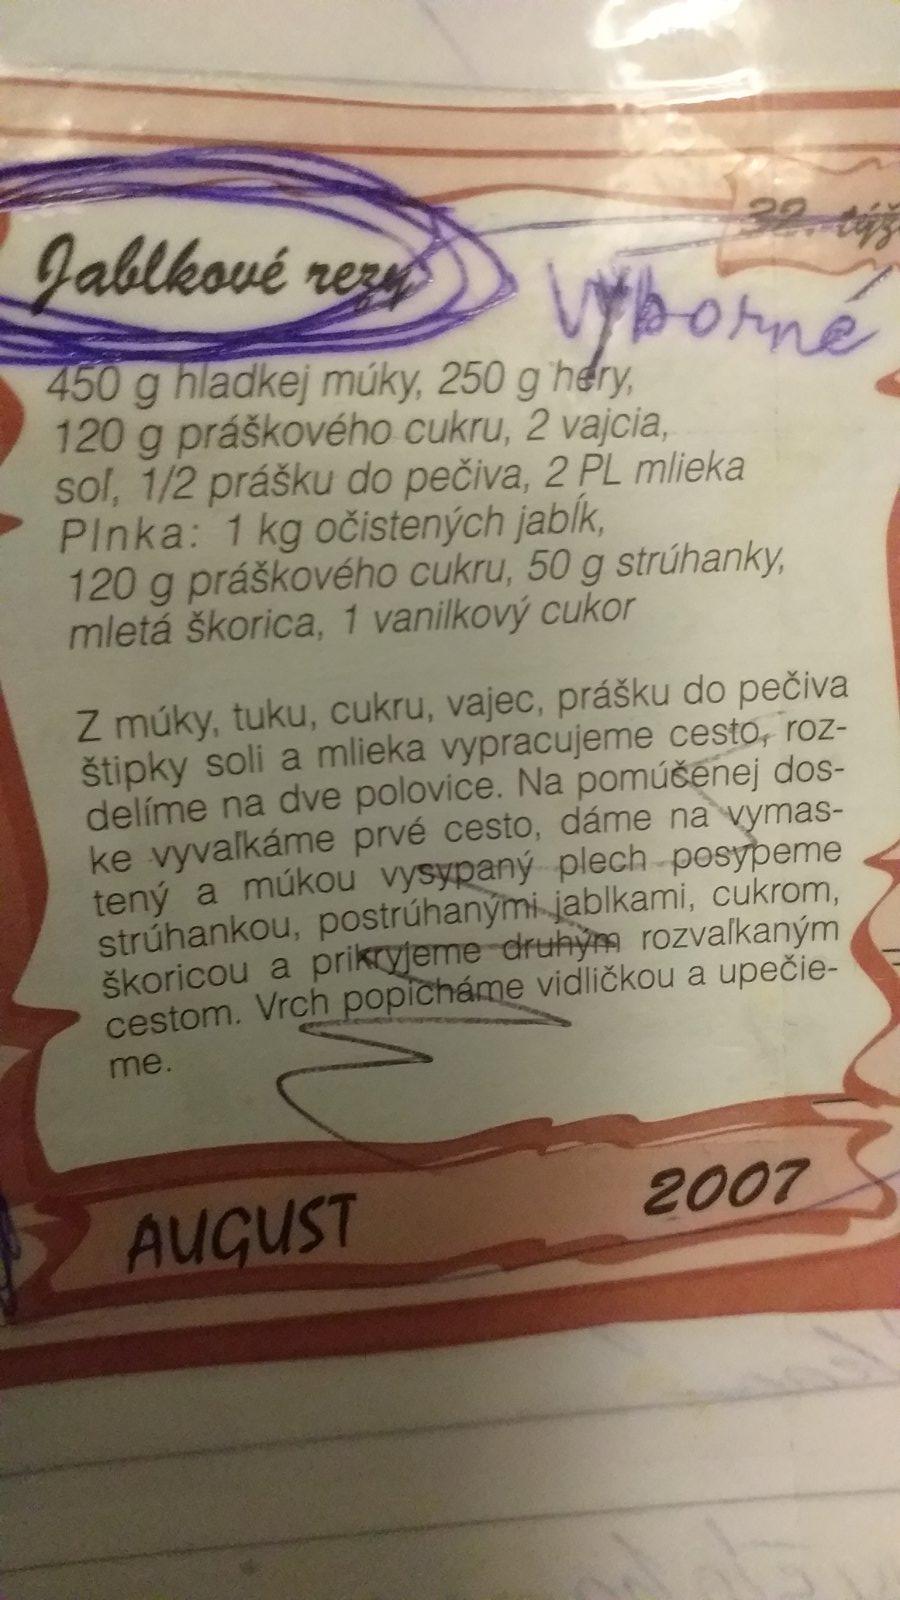 32. týž
Jablkové rezy
Výborné
450 g hladkej múky, 250 g hery,
120 g práškového cukru, 2 vajcia,
soľ, 1/2 prášku do pečiva, 2 PL mlieka
Plnka: 1 kg očistených jabĺk,
120 g práškového cukru, 50 g strúhanky,
mletá škorica, 1 vanilkový cukor
Z múky, tuku, cukru, vajec, prášku do pečiva
štipky soli a mlieka vypracujeme cesto, roz-
delíme na dve polovice. Na pomúčenej dos-
ke vyvaľkáme prvé cesto, dáme na vymas-
tený a múkou vysypaný plech posypeme
strúhankou, postrúhanými jablkami, cukrom,
škoricou a prikryjeme druhým rozvaľkaným
cestom. Vrch popicháme vidličkou a upečie-
me.
AUGUST 2007